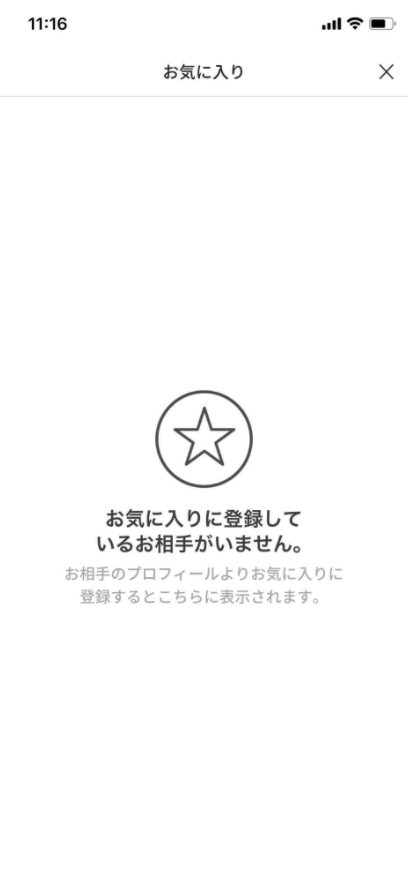 11:16
お気に入り
お気に入りに登録して
いるお相手がいません。
お相手のプロフィールよりお気に入りに
登録するとこちらに表示されます。